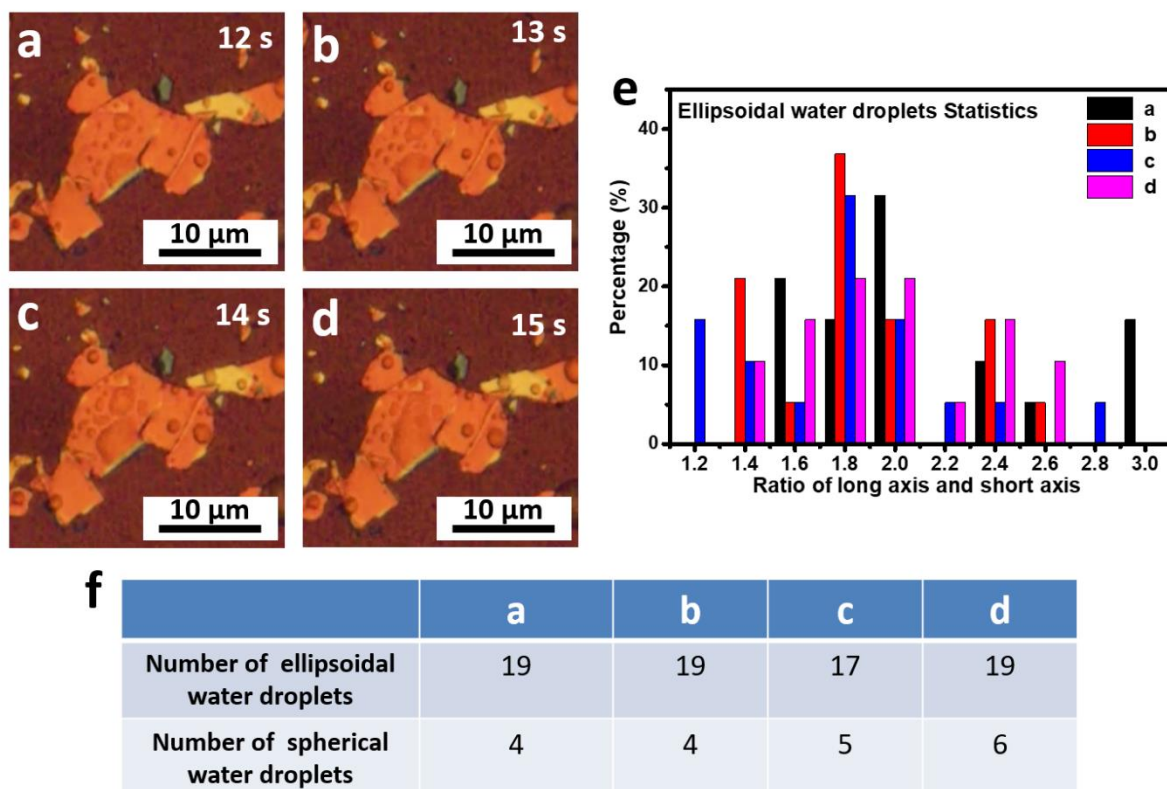 a
12 s
10 µm
b
13 s
10 µm
c
14 s
10 µm
d
15 s
10 µm
e
Ellipsoidal water droplets Statistics
a
b
c
d
Percentage (%)
40
30
20
10
0
1.2 1.4 1.6 1.8 2.0 2.2 2.4 2.6 2.8 3.0
Ratio of long axis and short axis
f
a b c d
Number of ellipsoidal
water droplets
19 19 17 19
Number of spherical
water droplets
4 4 5 6